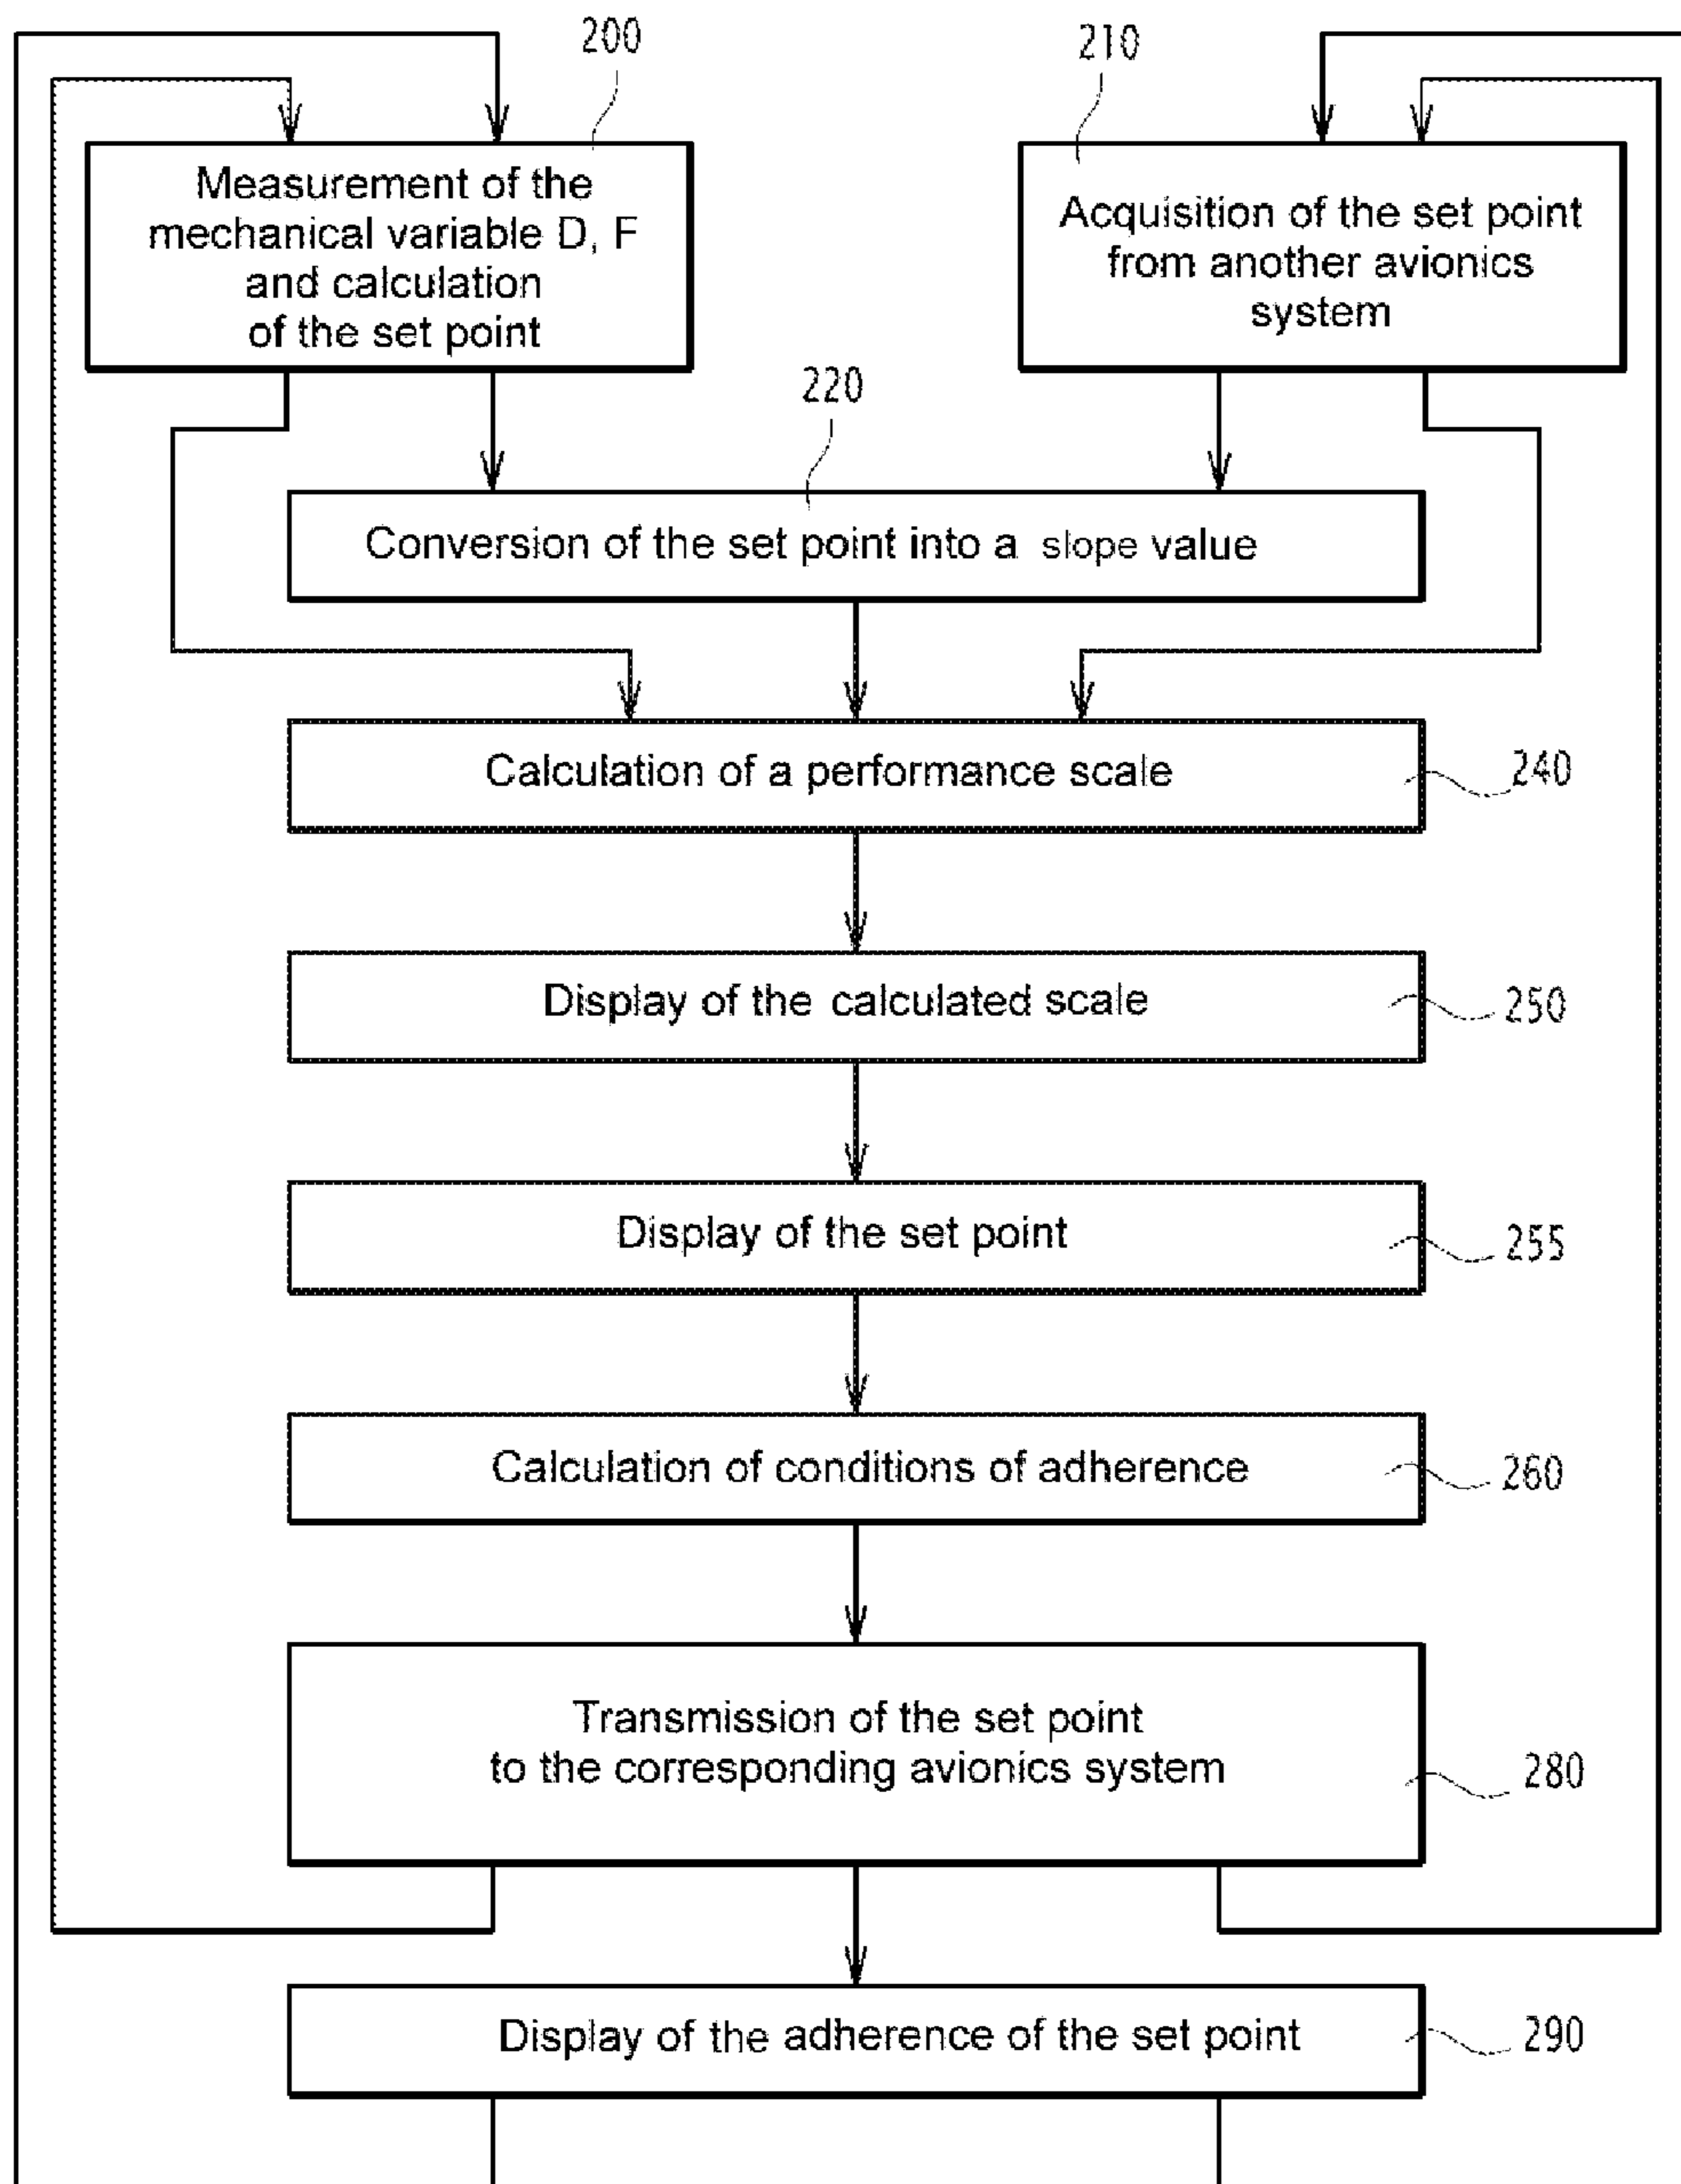 200
210
Measurement of the
mechanical variable D, F
and calculation
of the set point
Acquisition of the set point
from another avionics
system
220
Conversion of the set point into a slope value
Calculation of a performance scale
240
Display of the calculated scale
250
Display of the set point
255
Calculation of conditions of adherence
260
Transmission of the set point
to the corresponding avionics system
280
Display of the adherence of the set point
290